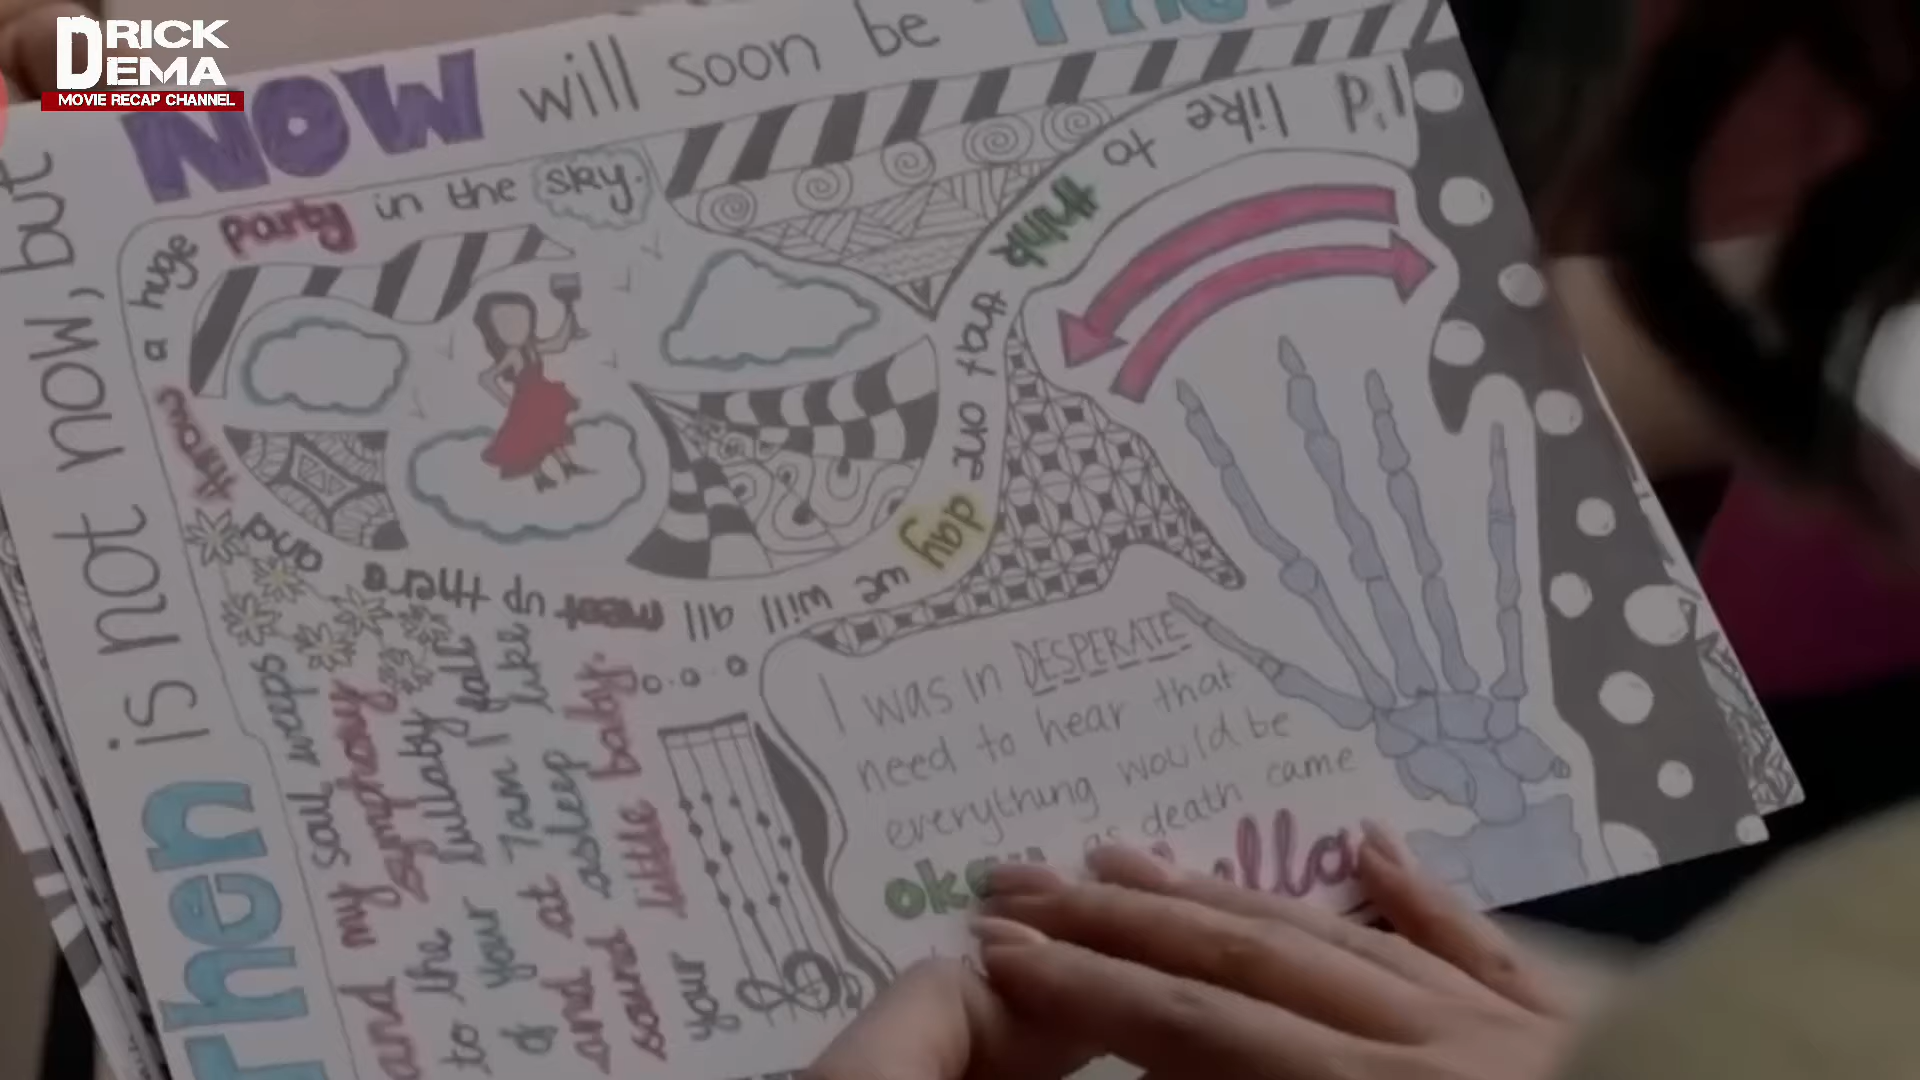 DRICK
DEMA
MOVIE RECAP CHANNEL
Then is not now, but
NOW will soon be Then
I'd like to
think
that one
day we will all
meet up there
and
throw
a huge
party in the sky.
and my soul weeps
my symphony
to the lullaby
of your 7am I fall
and at asleep like
sound little baby.
your
I was in DESPERATE
need to hear that
everything would be
okay as death came